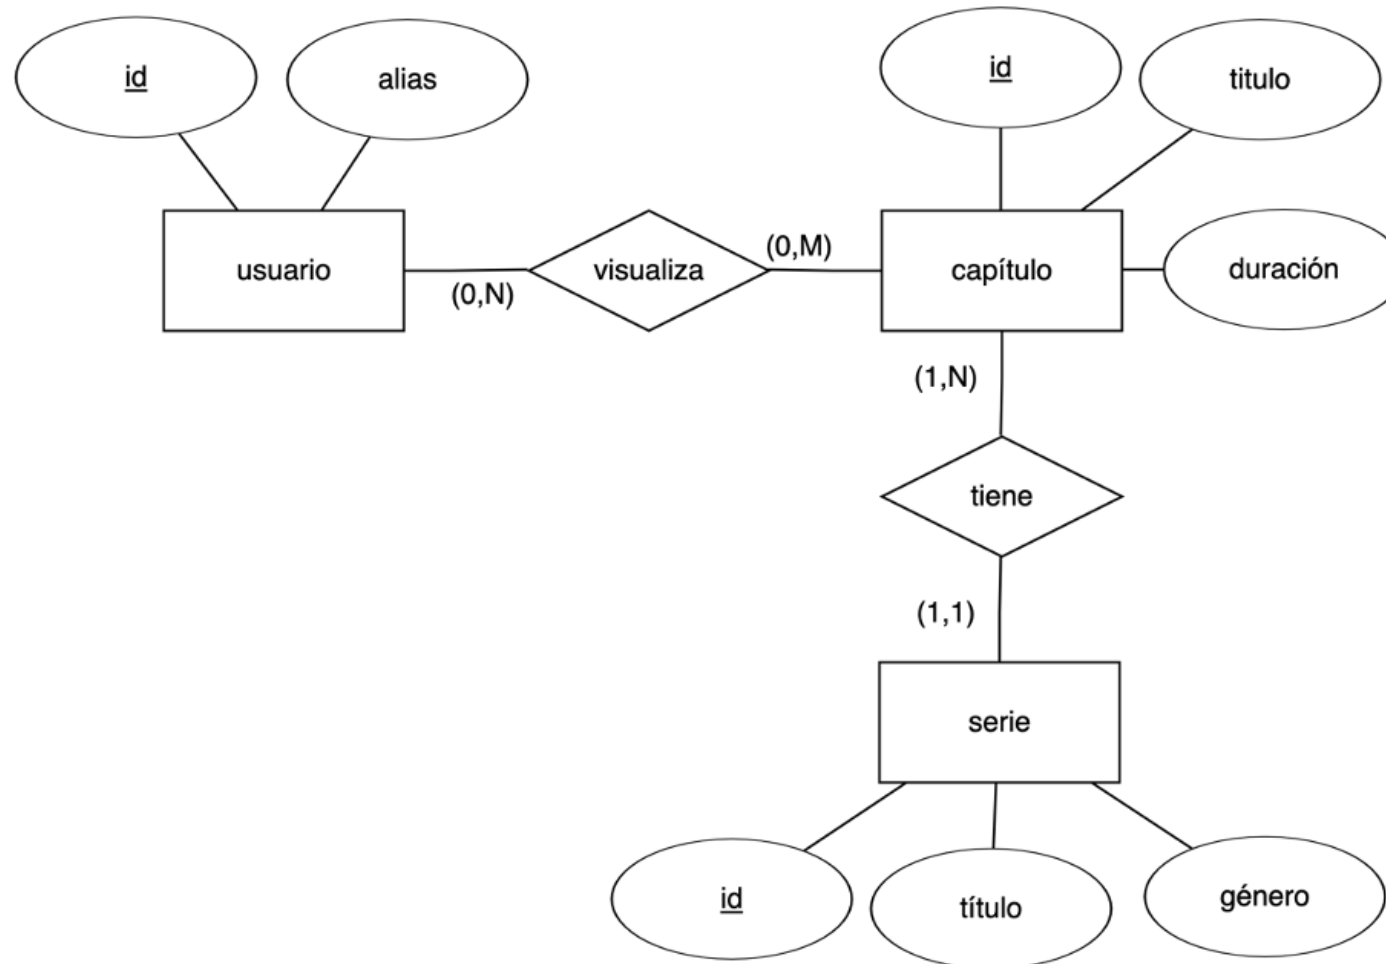 id
alias
id
titulo
usuario
(0,N)
visualiza
(0,M)
capítulo
duración
(1,N)
tiene
(1,1)
serie
id
título
género